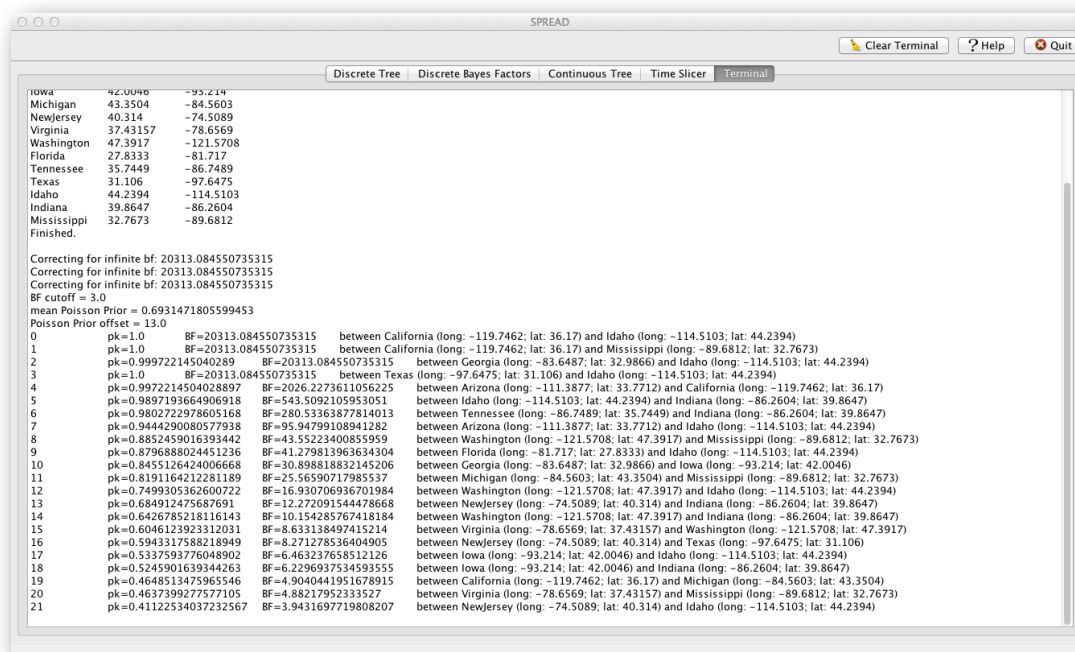 SPREAD
Clear Terminal ? Help Quit
Discrete Tree Discrete Bayes Factors Continuous Tree Time Slicer Terminal
Iowa 42.0046 -93.214
Michigan 43.3504 -84.5603
NewJersey 40.314 -74.5089
Virginia 37.43157 -78.6569
Washington 47.3917 -121.5708
Florida 27.8333 -81.717
Tennessee 35.7449 -86.7489
Texas 31.106 -97.6475
Idaho 44.2394 -114.5103
Indiana 39.8647 -86.2604
Mississippi 32.7673 -89.6812
Finished.
Correcting for infinite bf: 20313.084550735315
Correcting for infinite bf: 20313.084550735315
Correcting for infinite bf: 20313.084550735315
BF cutoff = 3.0
mean Poisson Prior = 0.6931471805599453
Poisson Prior offset = 13.0
0 pk=1.0 BF=20313.084550735315 between California (long: -119.7462; lat: 36.17) and Idaho (long: -114.5103; lat: 44.2394)
1 pk=1.0 BF=20313.084550735315 between California (long: -119.7462; lat: 36.17) and Mississippi (long: -89.6812; lat: 32.7673)
2 pk=0.999722145040289 BF=20313.084550735315 between Georgia (long: -83.6487; lat: 32.9866) and Idaho (long: -114.5103; lat: 44.2394)
3 pk=1.0 BF=20313.084550735315 between Texas (long: -97.6475; lat: 31.106) and Idaho (long: -114.5103; lat: 44.2394)
4 pk=0.9972214504028897 BF=2026.2273611056225 between Arizona (long: -111.3877; lat: 33.7712) and California (long: -119.7462; lat: 36.17)
5 pk=0.9897193664906918 BF=543.5092105953051 between Idaho (long: -114.5103; lat: 44.2394) and Indiana (long: -86.2604; lat: 39.8647)
6 pk=0.9802722978605168 BF=280.53363877814013 between Tennessee (long: -86.7489; lat: 35.7449) and Indiana (long: -86.2604; lat: 39.8647)
7 pk=0.9444290080577938 BF=95.94799108941282 between Arizona (long: -111.3877; lat: 33.7712) and Idaho (long: -114.5103; lat: 44.2394)
8 pk=0.8852459016393442 BF=43.55223400855959 between Washington (long: -121.5708; lat: 47.3917) and Mississippi (long: -89.6812; lat: 32.7673)
9 pk=0.8796888024451236 BF=41.279813963634304 between Florida (long: -81.717; lat: 27.8333) and Idaho (long: -114.5103; lat: 44.2394)
10 pk=0.8455126424006668 BF=30.898818832145206 between Georgia (long: -83.6487; lat: 32.9866) and Iowa (long: -93.214; lat: 42.0046)
11 pk=0.8191164212281189 BF=25.56590717985537 between Michigan (long: -84.5603; lat: 43.3504) and Mississippi (long: -89.6812; lat: 32.7673)
12 pk=0.7499305362600722 BF=16.930706936701984 between Washington (long: -121.5708; lat: 47.3917) and Idaho (long: -114.5103; lat: 44.2394)
13 pk=0.684912475687691 BF=12.272091544478668 between NewJersey (long: -74.5089; lat: 40.314) and Indiana (long: -86.2604; lat: 39.8647)
14 pk=0.6426785218116143 BF=10.154285767418184 between Washington (long: -121.5708; lat: 47.3917) and Indiana (long: -86.2604; lat: 39.8647)
15 pk=0.6046123923312031 BF=8.633138497415214 between Virginia (long: -78.6569; lat: 37.43157) and Washington (long: -121.5708; lat: 47.3917)
16 pk=0.5943317588218949 BF=8.271278536404905 between NewJersey (long: -74.5089; lat: 40.314) and Texas (long: -97.6475; lat: 31.106)
17 pk=0.5337593776048902 BF=6.463237658512126 between Iowa (long: -93.214; lat: 42.0046) and Idaho (long: -114.5103; lat: 44.2394)
18 pk=0.5245901639344263 BF=6.2296937534593555 between Iowa (long: -93.214; lat: 42.0046) and Indiana (long: -86.2604; lat: 39.8647)
19 pk=0.4648513475965546 BF=4.9040441951678915 between California (long: -119.7462; lat: 36.17) and Michigan (long: -84.5603; lat: 43.3504)
20 pk=0.4637399277577105 BF=4.88217952333527 between Virginia (long: -78.6569; lat: 37.43157) and Mississippi (long: -89.6812; lat: 32.7673)
21 pk=0.41122534037232567 BF=3.9431697719808207 between NewJersey (long: -74.5089; lat: 40.314) and Idaho (long: -114.5103; lat: 44.2394)